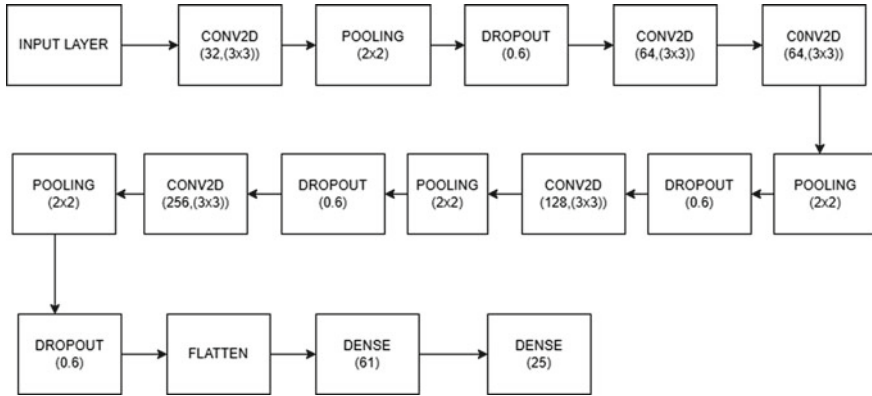 INPUT LAYER
CONV2D
(32,(3x3))
POOLING
(2x2)
DROPOUT
(0.6)
CONV2D
(64,(3x3))
C0NV2D
(64,(3x3))
POOLING
(2x2)
DROPOUT
(0.6)
CONV2D
(128,(3x3))
POOLING
(2x2)
DROPOUT
(0.6)
CONV2D
(256,(3x3))
POOLING
(2x2)
DROPOUT
(0.6)
FLATTEN
DENSE
(61)
DENSE
(25)